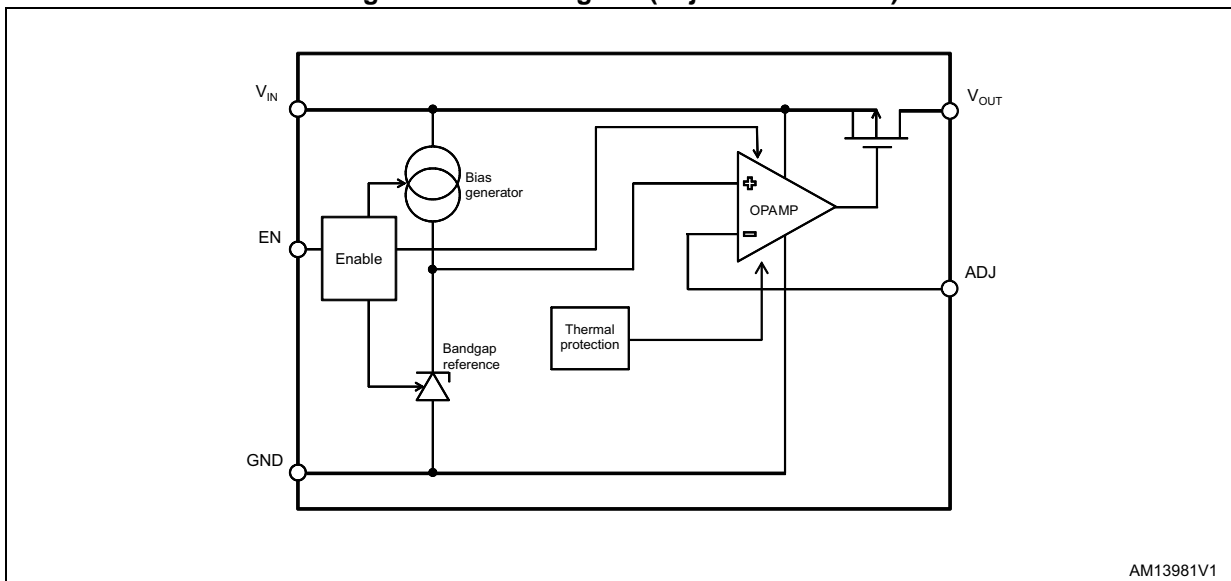 V_IN
V_OUT
Bias
generator
OPAMP
EN
Enable
ADJ
Thermal
protection
Bandgap
reference
GND
AM13981V1